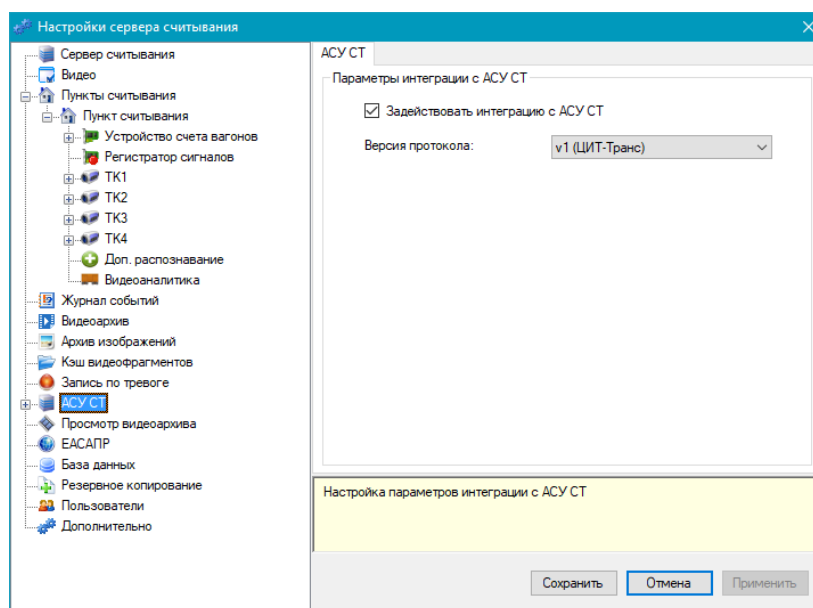 Настройки сервера считывания
Сервер считывания
Видео
Пункты считывания
Пункт считывания
Устройство счета вагонов
Регистратор сигналов
ТК1
ТК2
ТК3
ТК4
Доп. распознавание
Видеоаналитика
Журнал событий
Видеоархив
Архив изображений
Кэш видеофрагментов
Запись по тревоге
АСУ СТ
Просмотр видеоархива
ЕАСАПР
База данных
Резервное копирование
Пользователи
Дополнительно
АСУ СТ
Параметры интеграции с АСУ СТ
Задействовать интеграцию с АСУ СТ
Версия протокола: v1 (ЦИТ-Транс)
Настройка параметров интеграции с АСУ СТ
Сохранить Отмена Применить